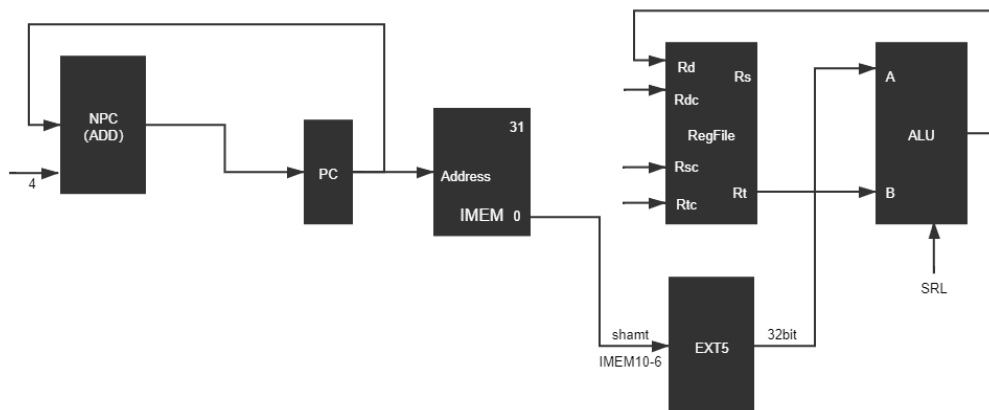 NPC
(ADD)
4
PC
31
Address
IMEM 0
Rd
Rs
Rdc
RegFile
Rsc
Rt
Rtc
A
ALU
B
SRL
shamt
IMEM10-6
EXT5
32bit